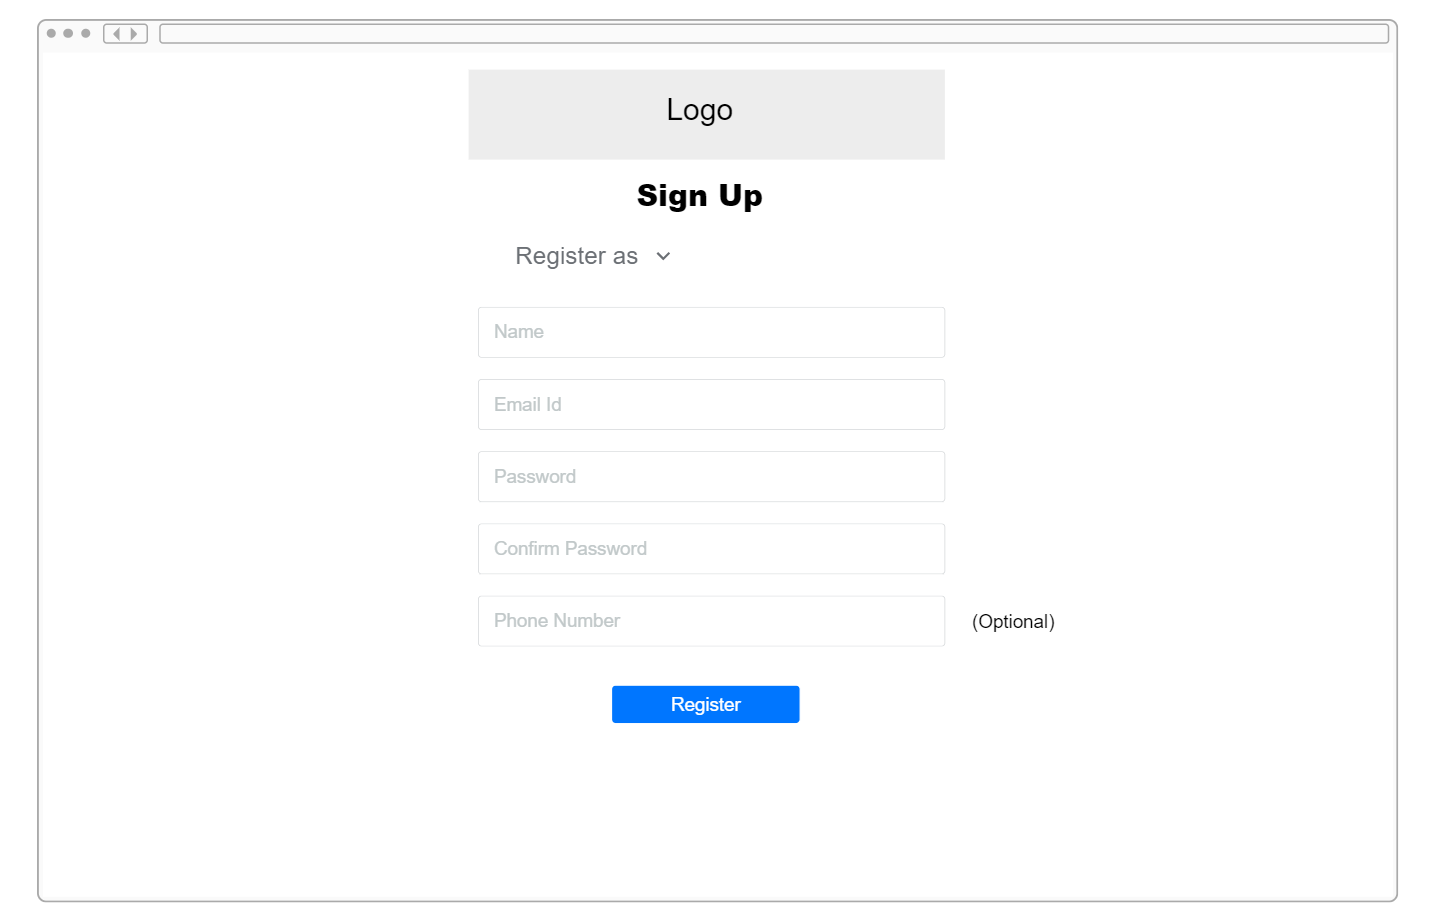 Logo
Sign Up
Register as
Name
Email Id
Password
Confirm Password
Phone Number (Optional)
Register